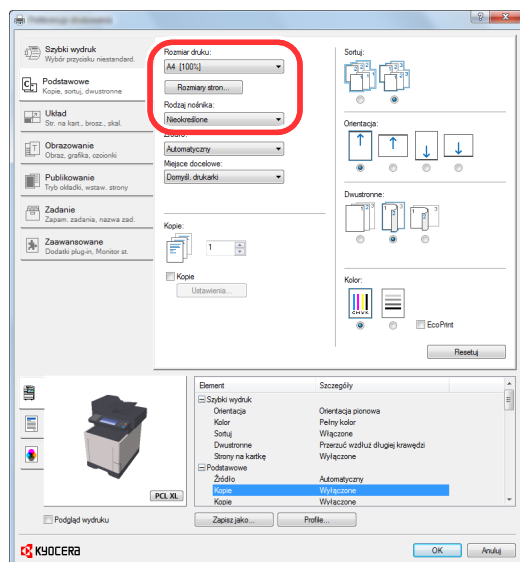 Preferencje drukowania
Szybki wydruk
Wybór przycisku niestandard.
Podstawowe
Kopie, sortuj, dwustronne
Układ
Str. na kart., brosz., skal.
Obrazowanie
Obraz, grafika, czcionki
Publikowanie
Tryb okładki, wstaw. strony
Zadanie
Zapam. zadania, nazwa zad.
Zaawansowane
Dodatki plug-in, Monitor st.
Rozmiar druku:
A4 [100%]
Rozmiary stron...
Rodzaj nośnika:
Nieokreślone
Źródło:
Automatyczny
Miejsce docelowe:
Domyśl. drukarki
Kopie:
1
Kopie
Ustawienia...
Sortuj:
Orientacja:
Dwustronne:
Kolor:
CMYK
EcoPrint
Resetuj
PCL XL
Podgląd wydruku
Element Szczegóły
Szybki wydruk
Orientacja Orientacja pionowa
Kolor Pełny kolor
Sortuj Włączone
Dwustronne Przerzuć wzdłuż długiej krawędzi
Strony na kartkę Wyłączone
Podstawowe
Źródło Automatyczny
Kopie Wyłączone
Kopie Wyłączone
Zapisz jako... Profile...
KYOCERA
OK Anuluj